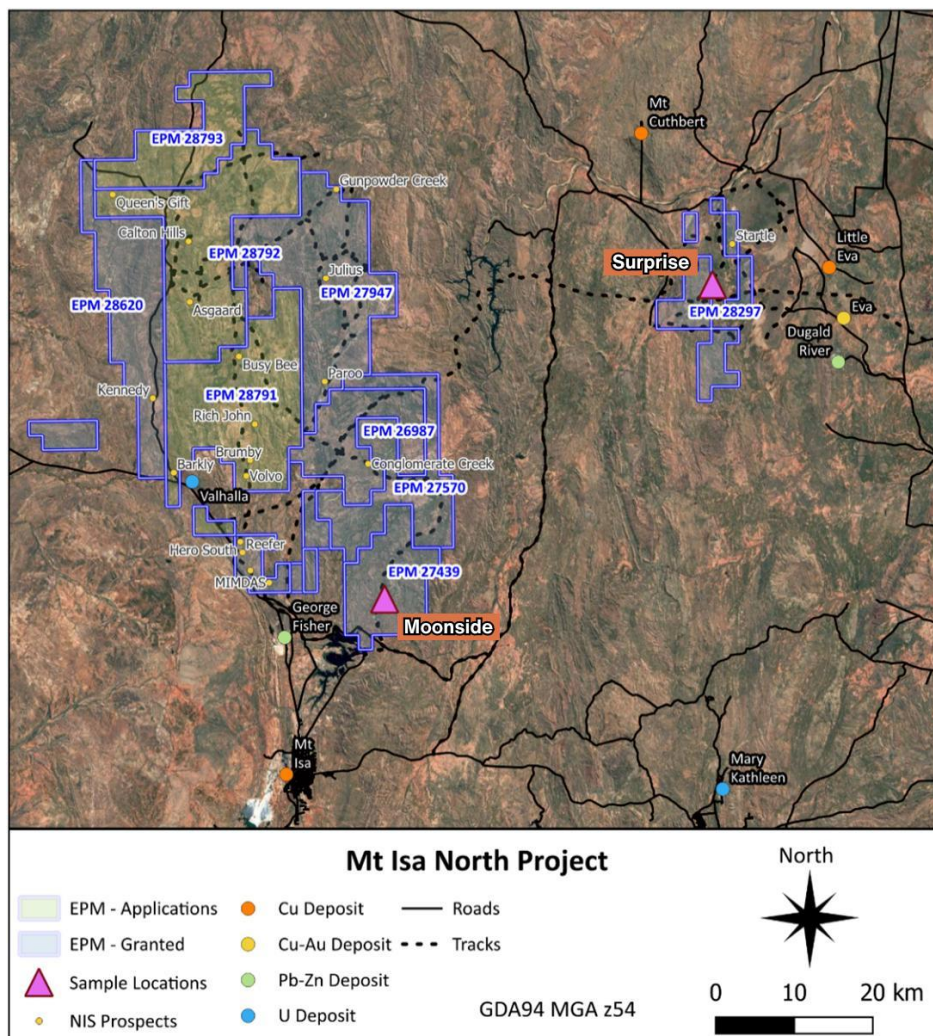 Mt
Cuthbert
EPM 28793
Gunpowder Creek
Queen's Gift
Calton Hills
Startle
Little
Eva
EPM 28792
Surprise
Julius
EPM 27947
EPM 28620
Asgaard
EPM 28297
Eva
Dugald
River
Busy Bee
Kennedy
Paroo
EPM 28791
Rich John
EPM 26987
Brumby
Barkly
Volvo
Conglomerate Creek
Valhalla
EPM 27570
Reefer
Hero South
EPM 27439
MIMDAS
George
Fisher
Moonside
Mt
Isa
Mary
Kathleen
Mt Isa North Project
North
EPM - Applications
Cu Deposit
Roads
EPM - Granted
Cu-Au Deposit
Tracks
Sample Locations
Pb-Zn Deposit
NIS Prospects
U Deposit
GDA94 MGA z54
0 10 20 km